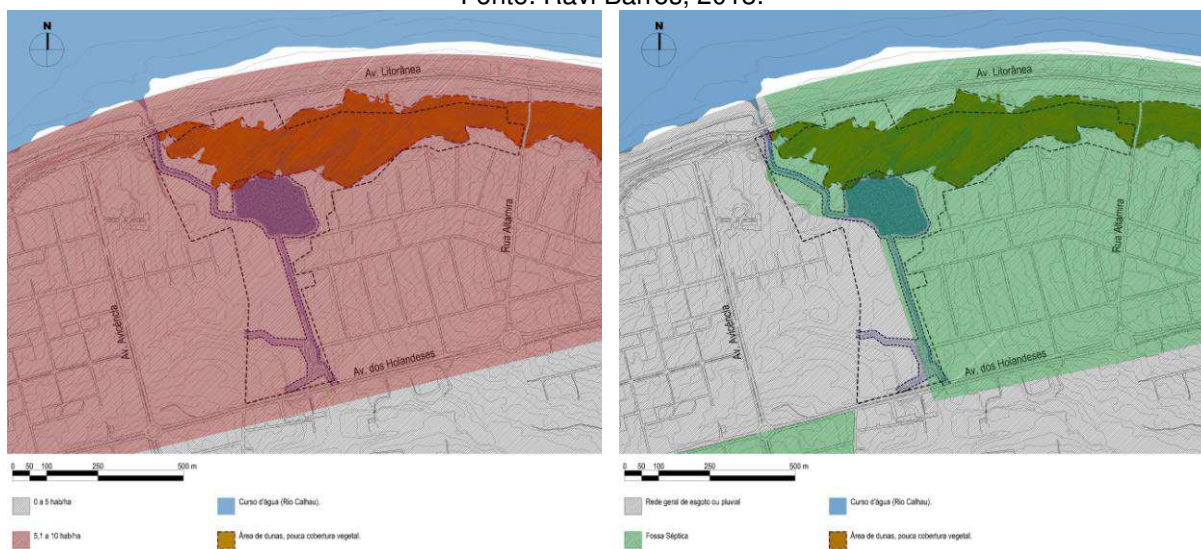 Fonte: Ravi Barros, 2018.
N
Av. Litorânea
Rua Altamira
Av. Avicência
Av. dos Holandeses
0 50 100 250 500 m
0 a 5 hab/ha
Curso d'água (Rio Calhau).
5,1 a 10 hab/ha
Área de dunas, pouca cobertura vegetal.
N
Av. Litorânea
Rua Altamira
Av. Avicência
Av. dos Holandeses
0 50 100 250 500 m
Rede geral de esgoto ou pluvial
Curso d'água (Rio Calhau).
Fossa Séptica
Área de dunas, pouca cobertura vegetal.